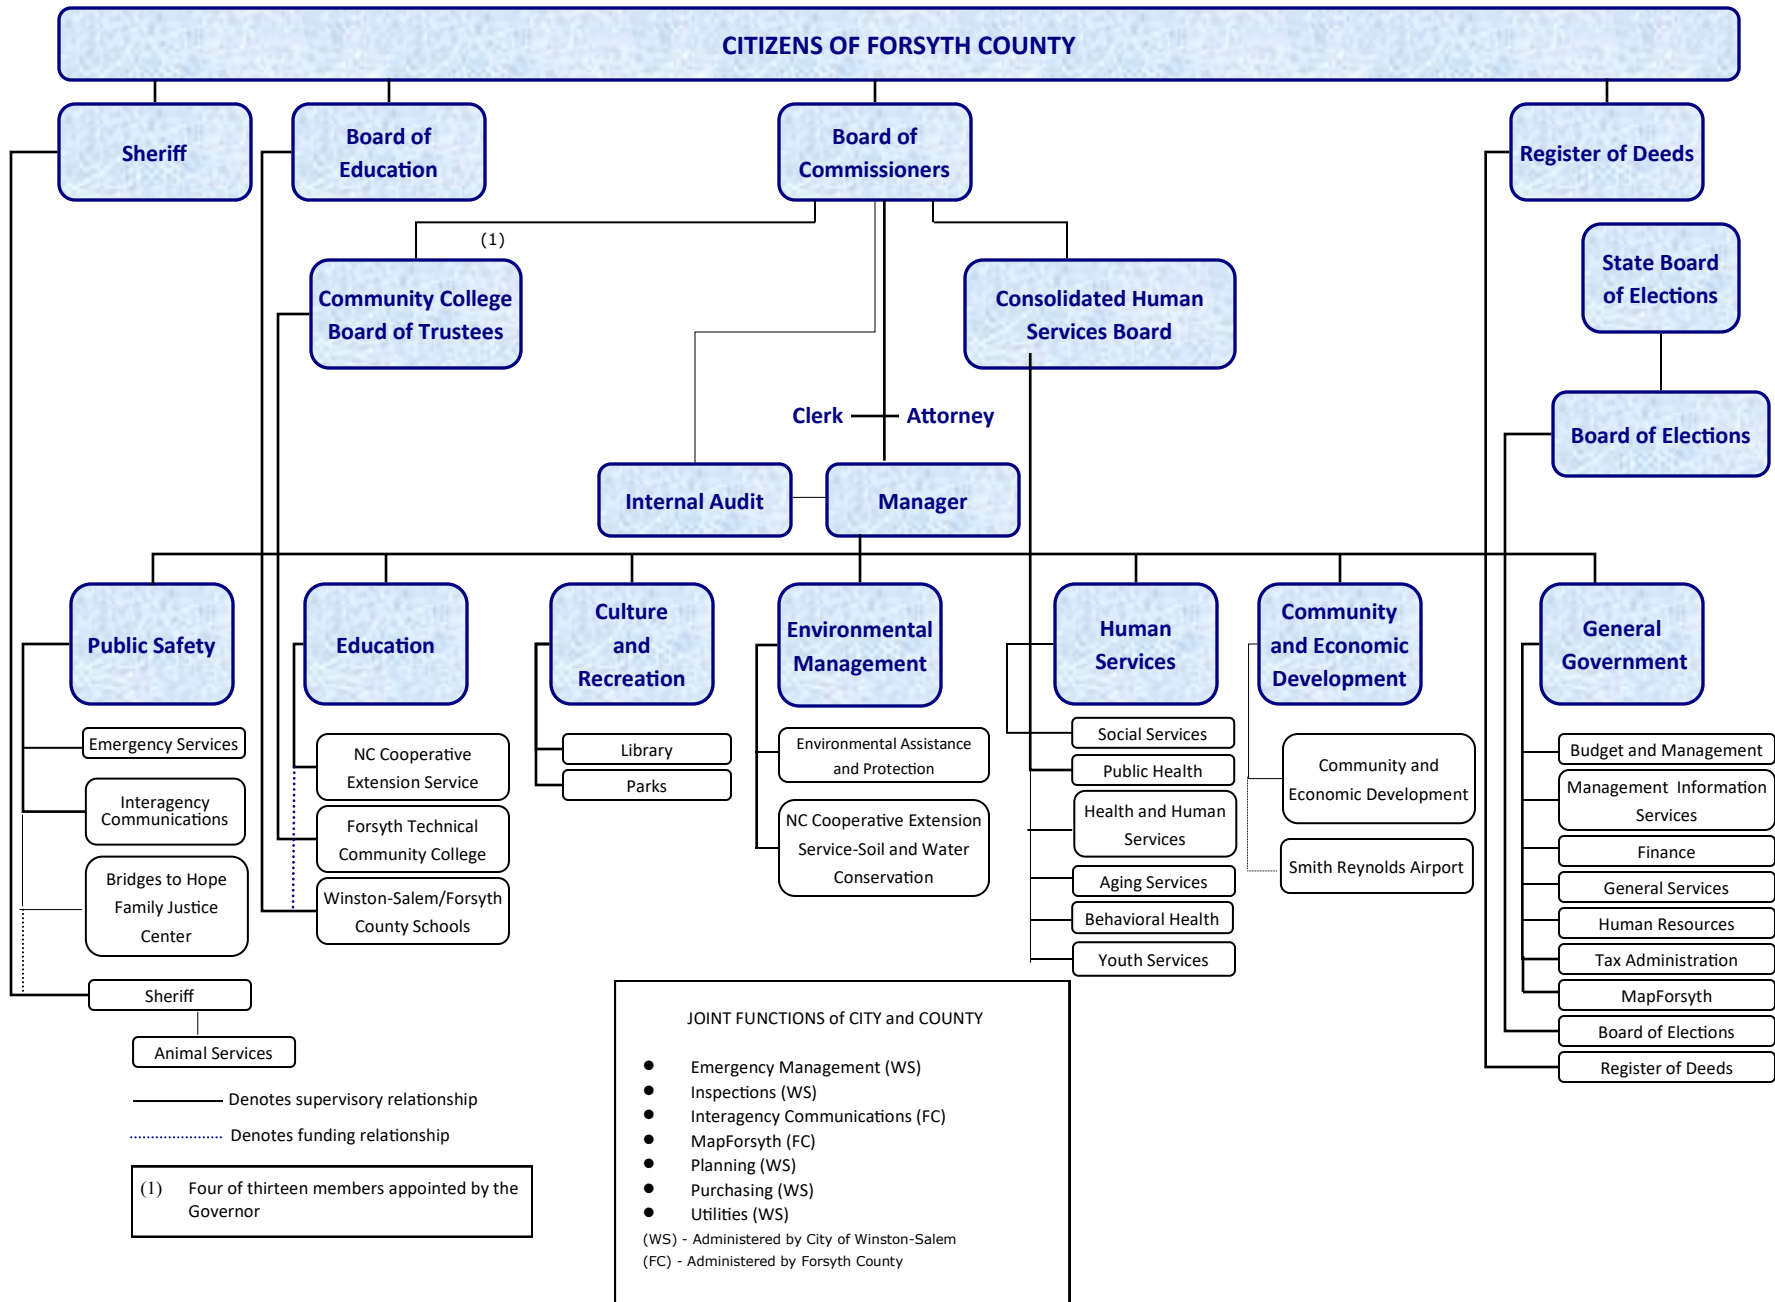 CITIZENS OF FORSYTH COUNTY
Sheriff
Board of
Education
Board of
Commissioners
Register of Deeds
(1)
State Board
of Elections
Community College
Board of Trustees
Consolidated Human
Services Board
Clerk
Attorney
Board of Elections
Internal Audit
Manager
Public Safety
Education
Culture
and
Recreation
Environmental
Management
Human
Services
Community
and Economic
Development
General
Government
Emergency Services
Interagency
Communications
Bridges to Hope
Family Justice
Center
Sheriff
Animal Services
NC Cooperative
Extension Service
Forsyth Technical
Community College
Winston-Salem/Forsyth
County Schools
Library
Parks
Environmental Assistance
and Protection
NC Cooperative Extension
Service-Soil and Water
Conservation
Social Services
Public Health
Health and Human
Services
Aging Services
Behavioral Health
Youth Services
Community and
Economic Development
Smith Reynolds Airport
Budget and Management
Management Information
Services
Finance
General Services
Human Resources
Tax Administration
MapForsyth
Board of Elections
Register of Deeds
Denotes supervisory relationship
Denotes funding relationship
(1) Four of thirteen members appointed by the
Governor
JOINT FUNCTIONS of CITY and COUNTY
● Emergency Management (WS)
● Inspections (WS)
● Interagency Communications (FC)
● MapForsyth (FC)
● Planning (WS)
● Purchasing (WS)
● Utilities (WS)
(WS) - Administered by City of Winston-Salem
(FC) - Administered by Forsyth County